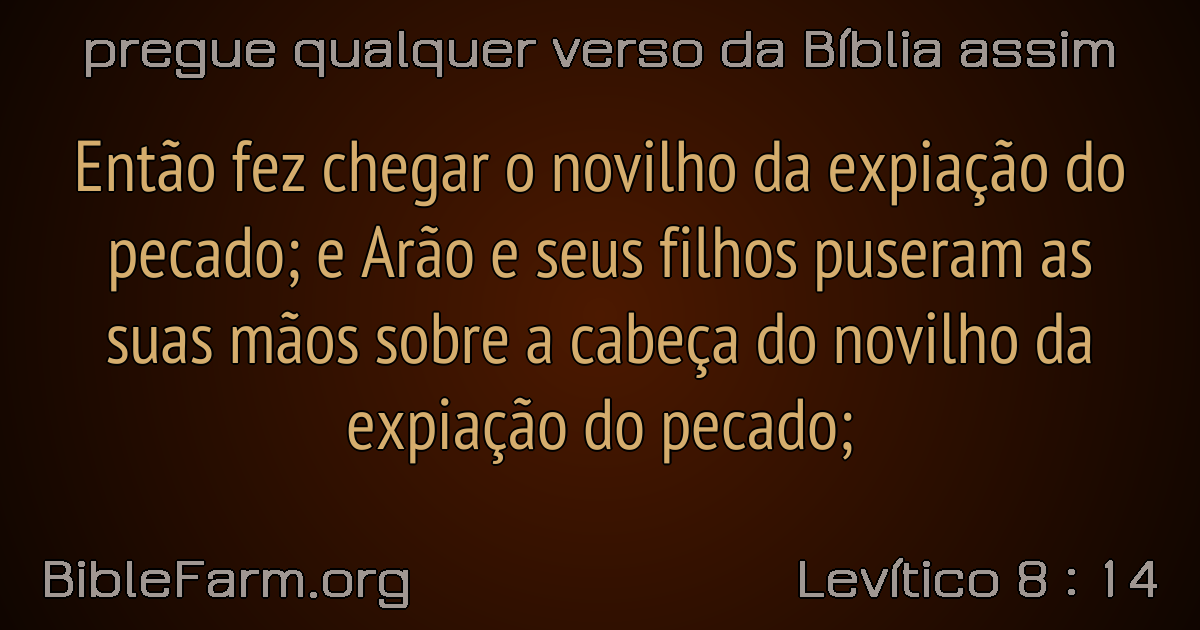 pregue qualquer verso da Bíblia assim
Então fez chegar o novilho da expiação do
pecado; e Arão e seus filhos puseram as
suas mãos sobre a cabeça do novilho da
expiação do pecado;
BibleFarm.org
Levítico 8 : 14